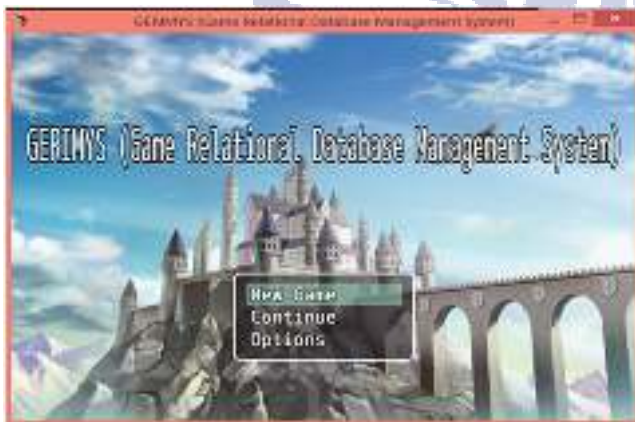 GERIMYS (Game Relational Database Management System)
GERIMYS (Game Relational Database Management System)
New Game
Continue
Options